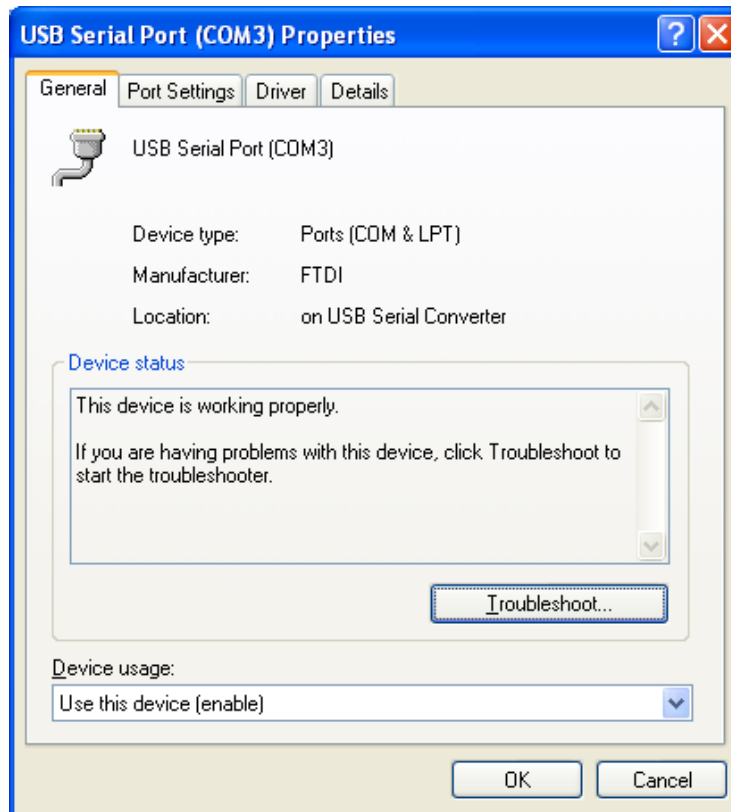 USB Serial Port (COM3) Properties
?
General Port Settings Driver Details
USB Serial Port (COM3)
Device type: Ports (COM & LPT)
Manufacturer: FTDI
Location: on USB Serial Converter
Device status
This device is working properly.
If you are having problems with this device, click Troubleshoot to
start the troubleshooter.
Troubleshoot...
Device usage:
Use this device (enable)
OK Cancel